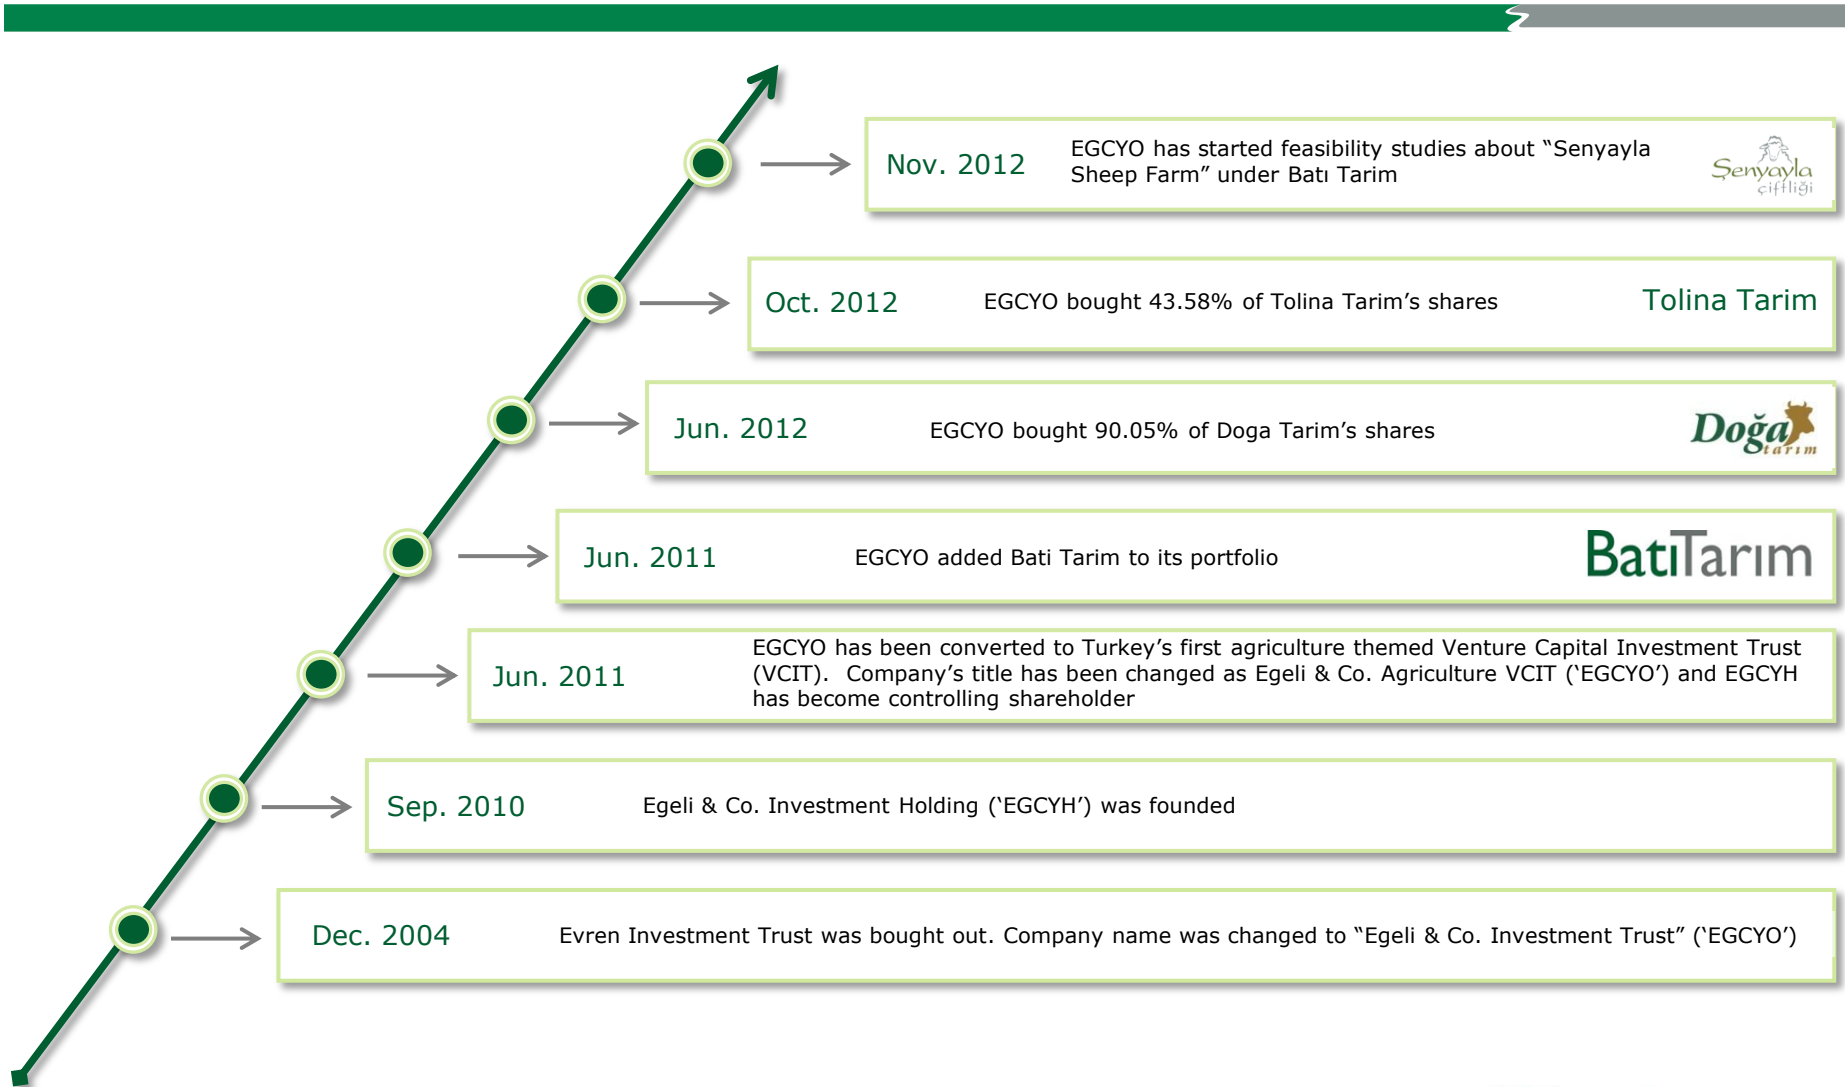 Nov. 2012
EGCYO has started feasibility studies about “Senyayla
Sheep Farm” under Batı Tarim
Şenyayla
çiftliği
Oct. 2012
EGCYO bought 43.58% of Tolina Tarim’s shares
Tolina Tarim
Jun. 2012
EGCYO bought 90.05% of Doga Tarim’s shares
Doğa
tarım
Jun. 2011
EGCYO added Bati Tarim to its portfolio
BatıTarım
Jun. 2011
EGCYO has been converted to Turkey’s first agriculture themed Venture Capital Investment Trust
(VCIT).  Company’s title has been changed as Egeli & Co. Agriculture VCIT (‘EGCYO’) and EGCYH
has become controlling shareholder
Sep. 2010
Egeli & Co. Investment Holding (‘EGCYH’) was founded
Dec. 2004
Evren Investment Trust was bought out. Company name was changed to “Egeli & Co. Investment Trust” (‘EGCYO’)